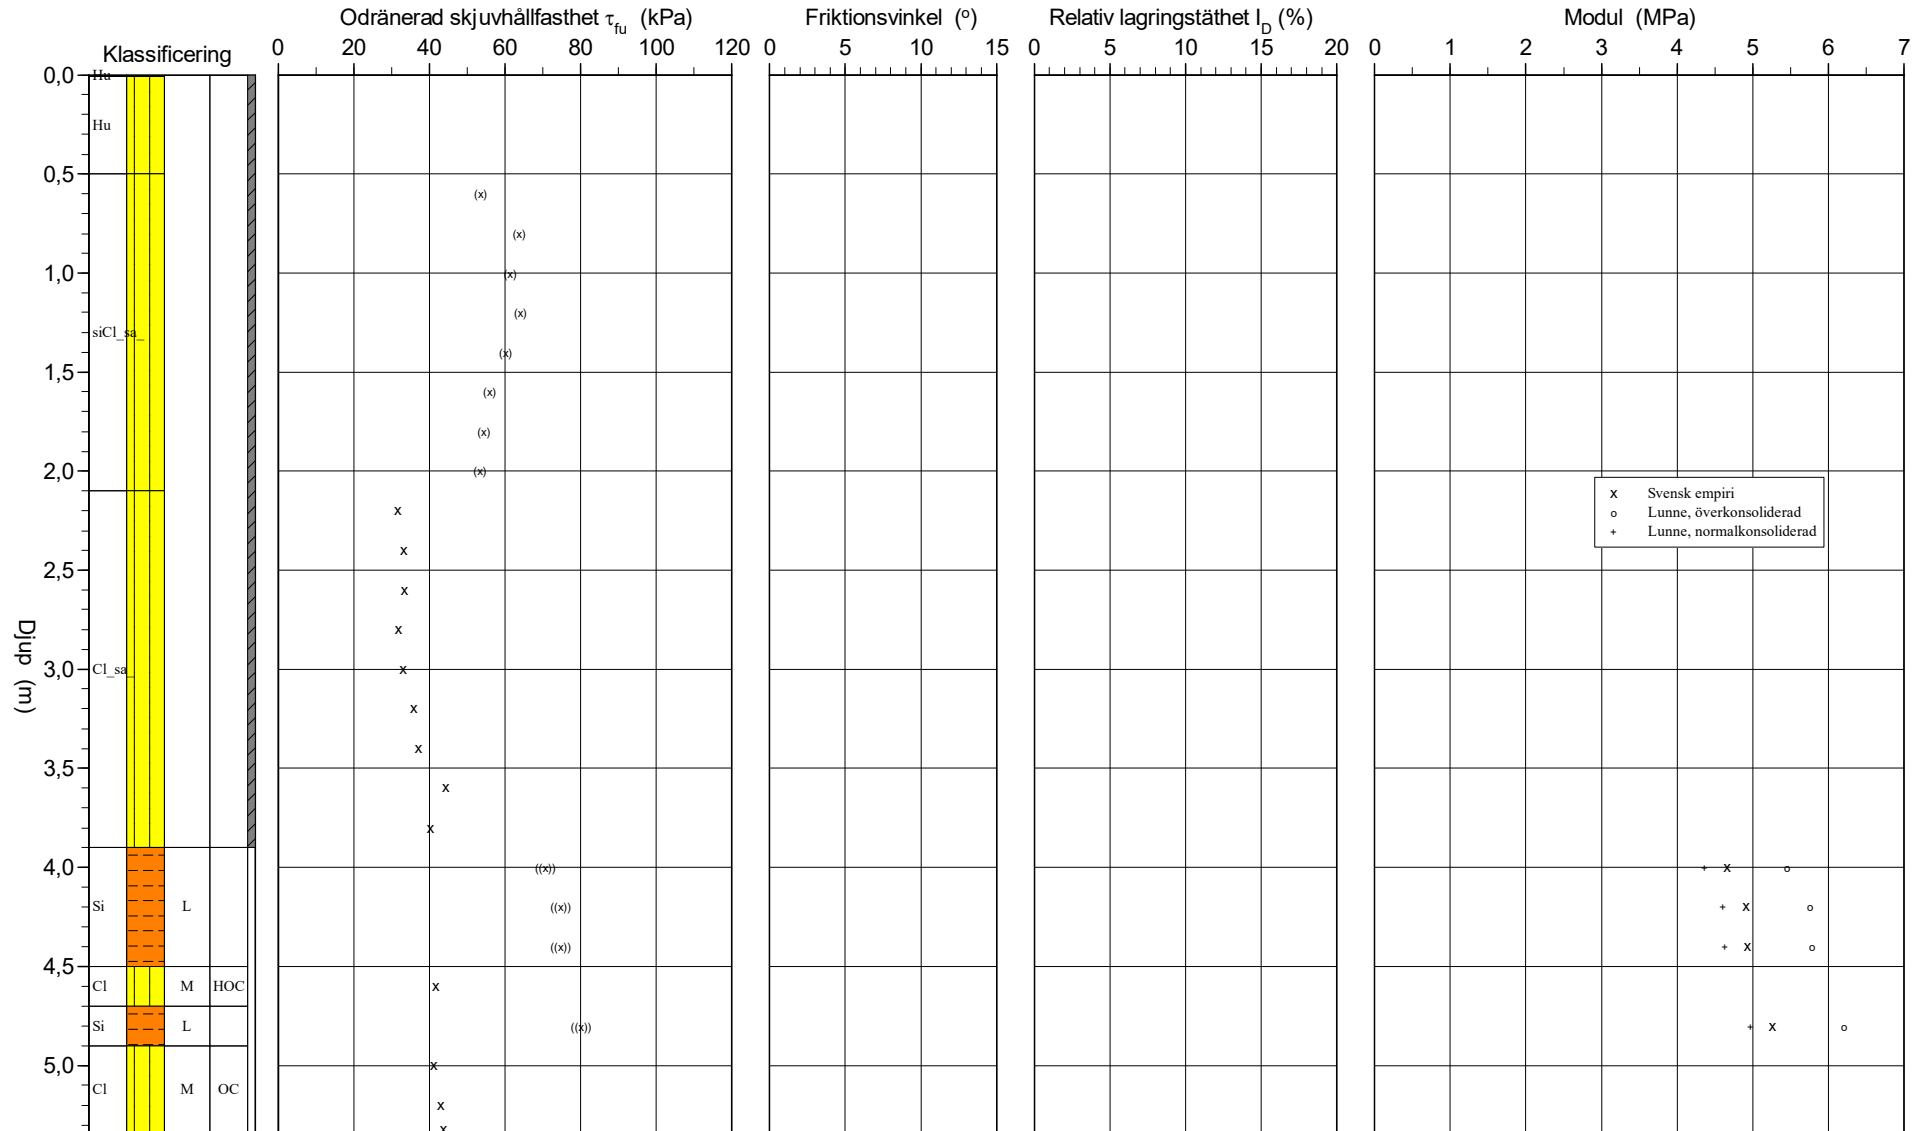 Odränerad skjuvhållfasthet τfu (kPa)
Friktionsvinkel (o)
Relativ lagringstäthet ID (%)
Modul (MPa)
Klassificering
0 20 40 60 80 100 120
0 5 10 15
0 5 10 15 20
0 1 2 3 4 5 6 7
0,0
Hu
Hu
0,5
(x)
(x)
1,0
(x)
(x)
siCl_sa_
(x)
1,5
(x)
(x)
2,0
(x)
x Svensk empiri
o Lunne, överkonsoliderad
+ Lunne, normalkonsoliderad
x
x
2,5
x
x
Djup (m)
3,0
Cl_sa_
x
x
x
3,5
x
x
4,0
((x))
+ x o
Si L
((x))
+ x o
((x))
+ x o
4,5
Cl M HOC
x
Si L
((x))
+ x o
5,0
x
Cl M OC
x
x